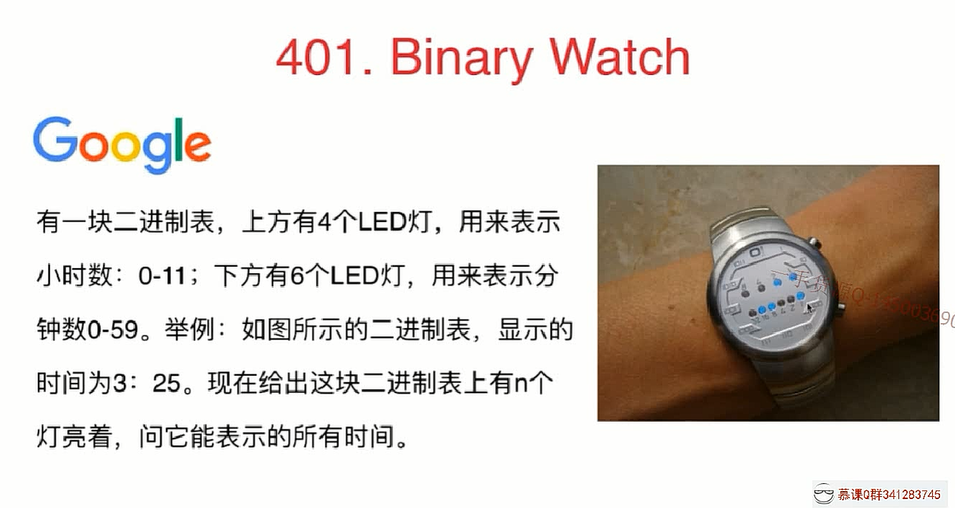 401. Binary Watch
Google
有一块二进制表，上方有4个LED灯，用来表示
小时数：0-11；下方有6个LED灯，用来表示分
钟数0-59。举例：如图所示的二进制表，显示的
时间为3：25。现在给出这块二进制表上有n个
灯亮着，问它能表示的所有时间。
慕课Q群341283745